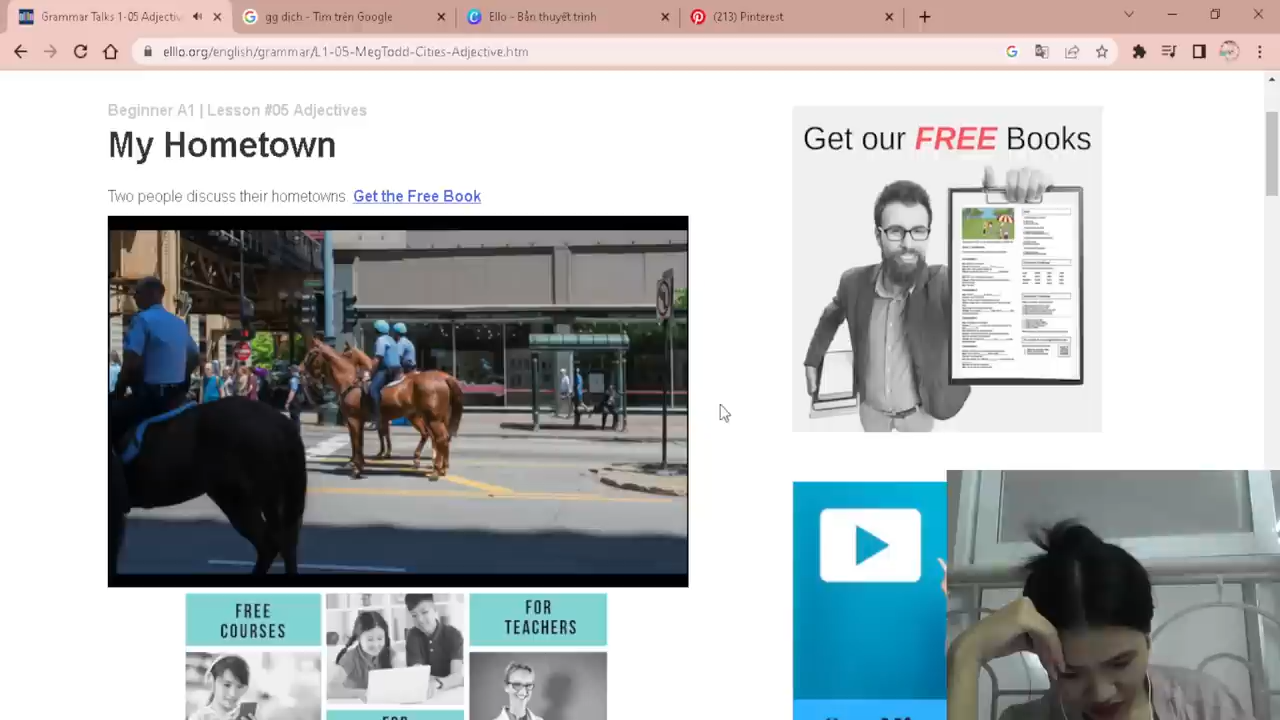 Grammar Talks 1-05 Adjectiv
gg dịch - Tìm trên Google
Ello - Bản thuyết trình
(213) Pinterest
elllo.org/english/grammar/L1-05-MegTodd-Cities-Adjective.htm
Beginner A1 | Lesson #05 Adjectives
My Hometown
Two people discuss their hometowns. Get the Free Book
Get our FREE Books
FREE
COURSES
FOR
TEACHERS
FOR